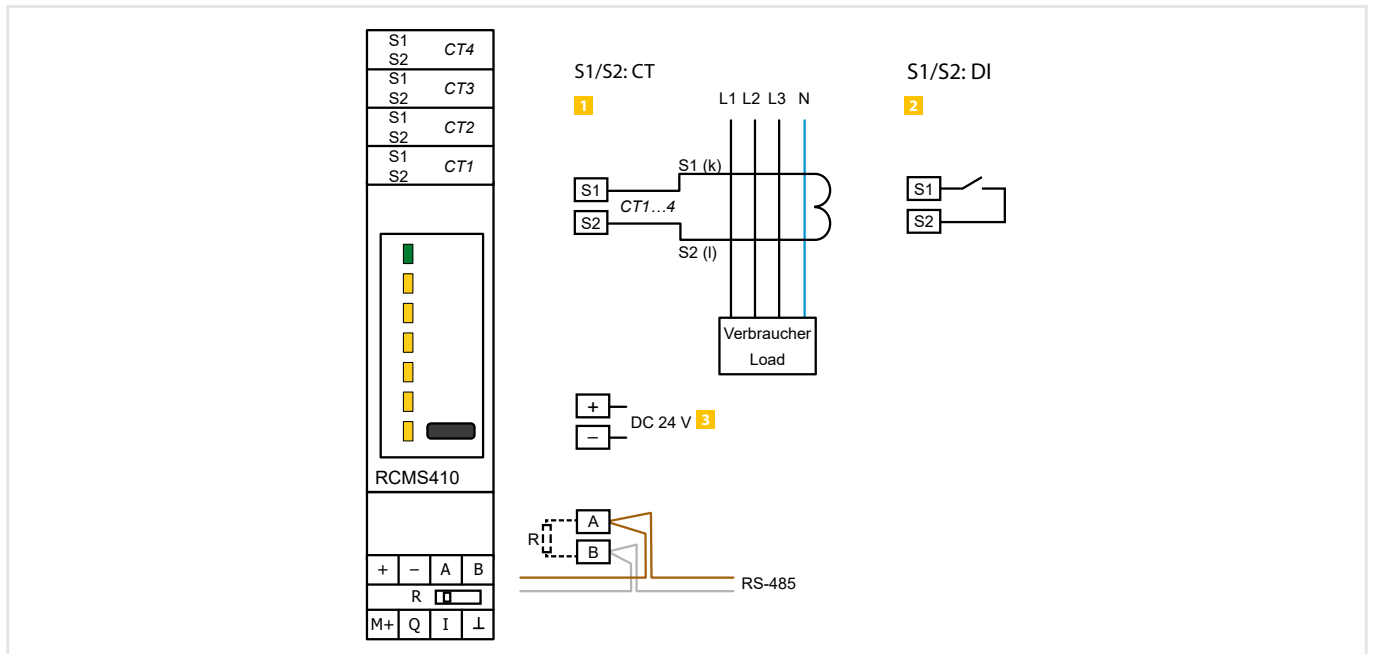 S1
S2 CT4
S1
S2 CT3
S1
S2 CT2
S1
S2 CT1
RCMS410
+ − A B
R
M+ Q I ⊥
S1/S2: CT
1
L1 L2 L3 N
S1 (k)
S1
CT1...4
S2
S2 (l)
Verbraucher
Load
S1/S2: DI
2
S1
S2
+
DC 24 V 3
−
A
R
B
RS-485